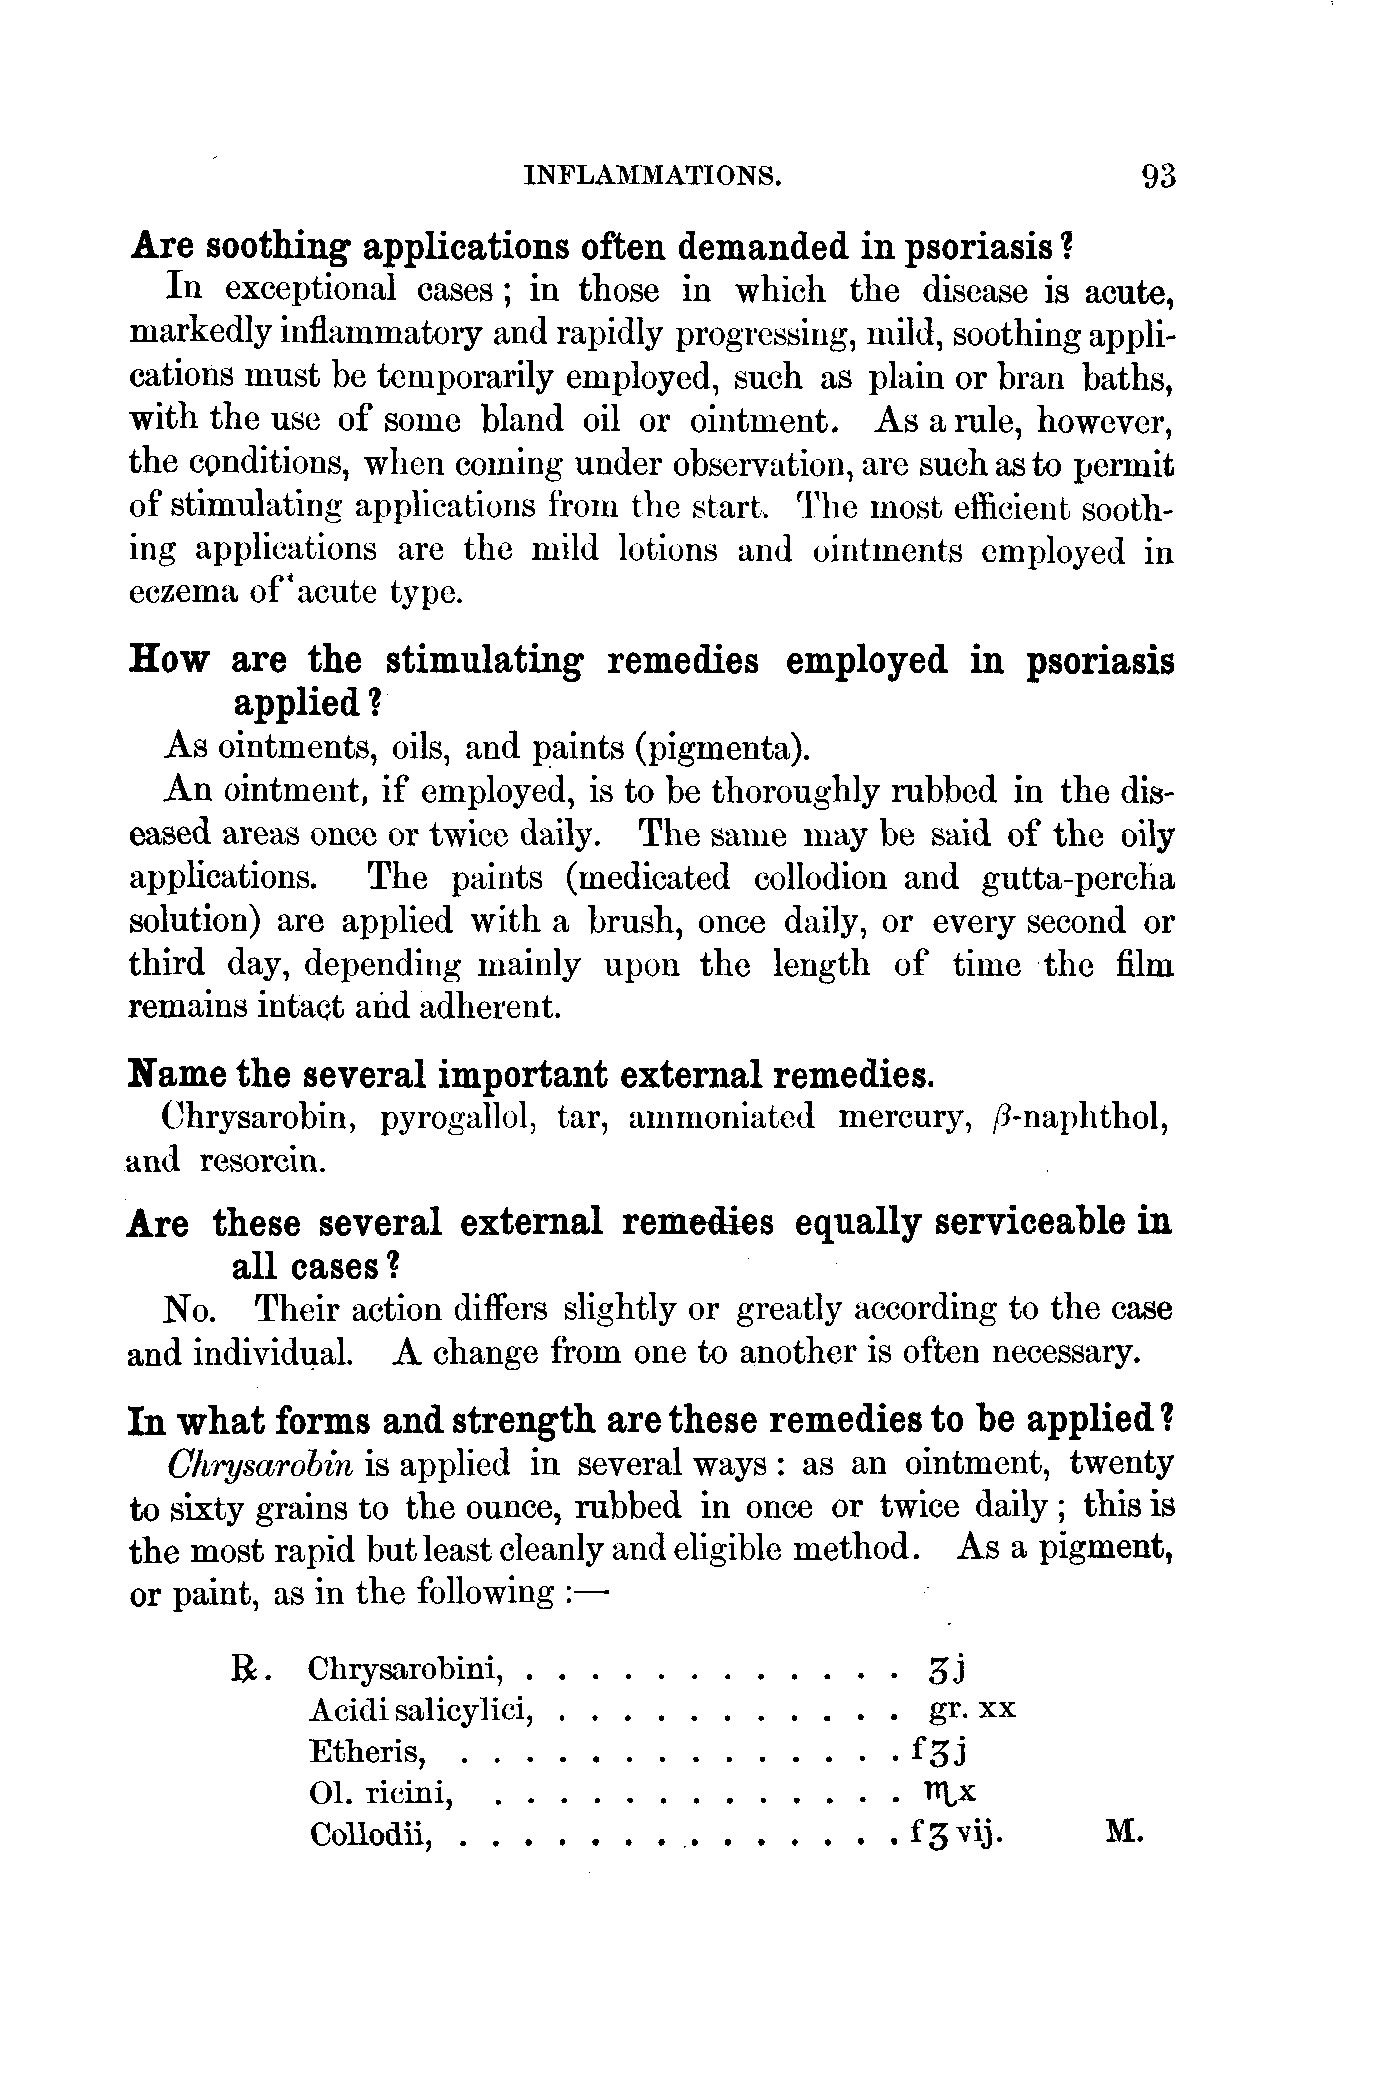 INFLAMMATIONS. 93
Are soothing applications often demanded in psoriasis?
In exceptional cases; in those in which the disease is acute,
markedly inflammatory and rapidly progressing, mild, soothing appli-
cations must be temporarily employed, such as plain or bran baths,
with the use of some bland oil or ointment. As a rule, however,
the conditions, when coming under observation, are such as to permit
of stimulating applications from the start. The most efficient sooth-
ing applications are the mild lotions and ointments employed in
eczema of acute type.
How are the stimulating remedies employed in psoriasis
applied?
As ointments, oils, and paints (pigmenta).
An ointment, if employed, is to be thoroughly rubbed in the dis-
eased areas once or twice daily. The same may be said of the oily
applications. The paints (medicated collodion and gutta-percha
solution) are applied with a brush, once daily, or every second or
third day, depending mainly upon the length of time the film
remains intact and adherent.
Name the several important external remedies.
Chrysarobin, pyrogallol, tar, ammoniated mercury, β-naphthol,
and resorcin.
Are these several external remedies equally serviceable in
all cases?
No. Their action differs slightly or greatly according to the case
and individual. A change from one to another is often necessary.
In what forms and strength are these remedies to be applied?
Chrysarobin is applied in several ways: as an ointment, twenty
to sixty grains to the ounce, rubbed in once or twice daily; this is
the most rapid but least cleanly and eligible method. As a pigment,
or paint, as in the following:—
℞. Chrysarobini, . . . . . . . . . . . . ʒj
Acidi salicylici, . . . . . . . . . . . gr. xx
Etheris, . . . . . . . . . . . . . . fʒj
Ol. ricini, . . . . . . . . . . . . . ♏x
Collodii, . . . . . . . . . . . . . . fʒvij. M.